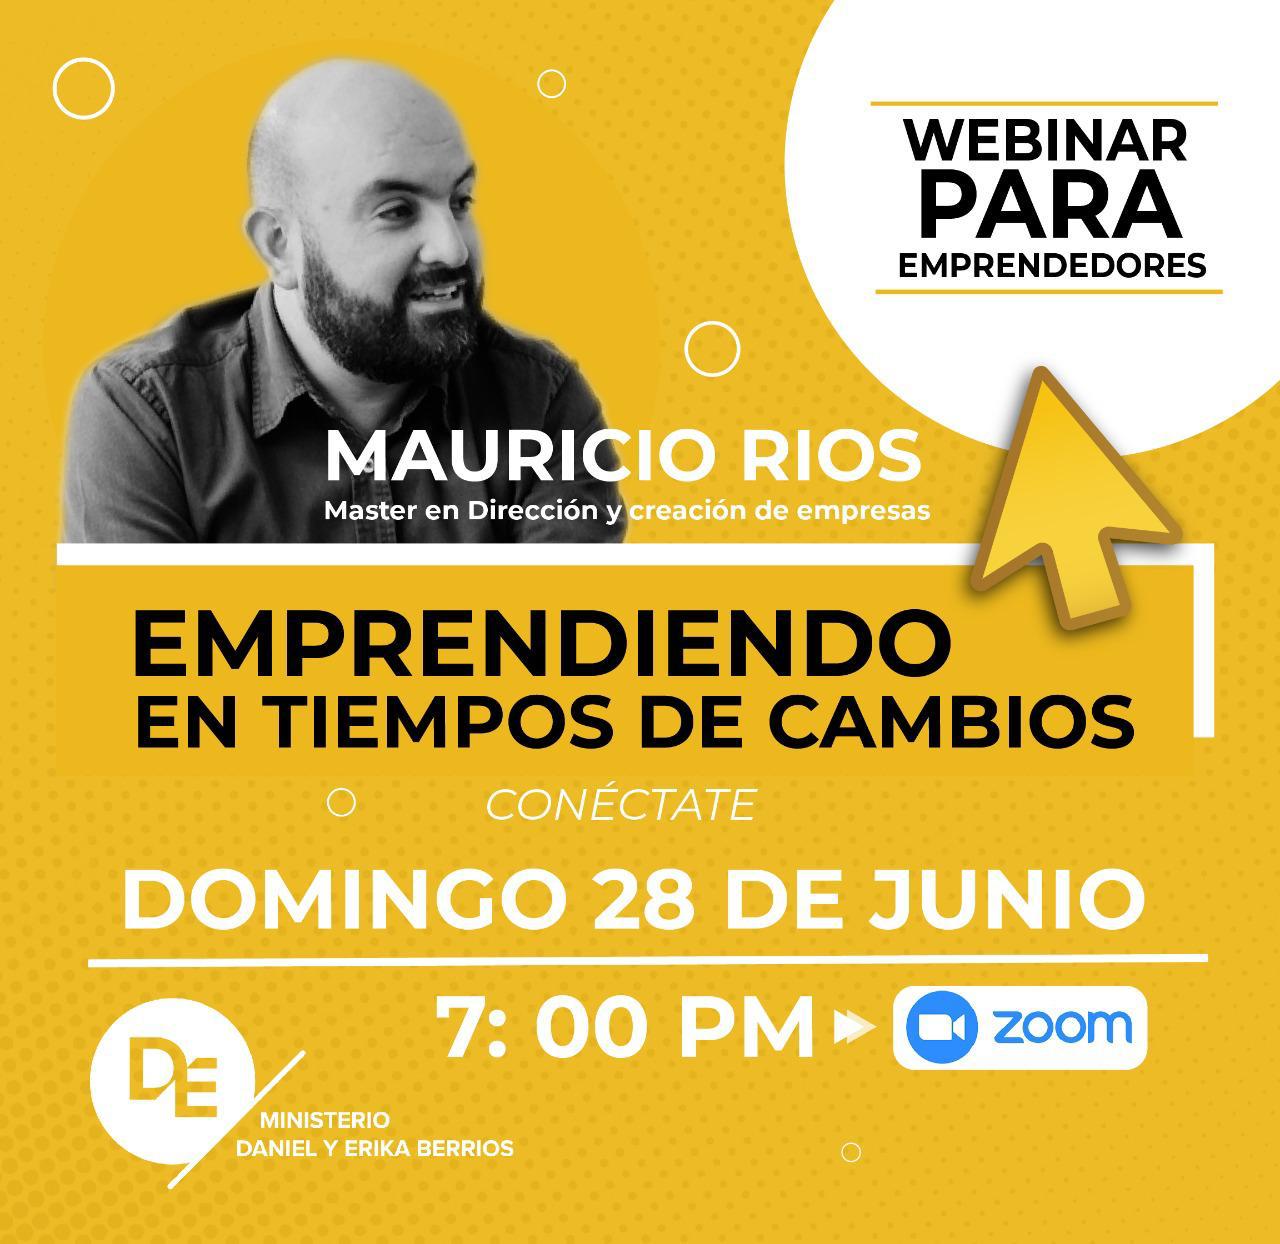 WEBINAR
PARA
EMPRENDEDORES
MAURICIO RIOS
Master en Dirección y creación de empresas
EMPRENDIENDO
EN TIEMPOS DE CAMBIOS
CONÉCTATE
DOMINGO 28 DE JUNIO
7: 00 PM
zoom
DE
MINISTERIO
DANIEL Y ERIKA BERRIOS